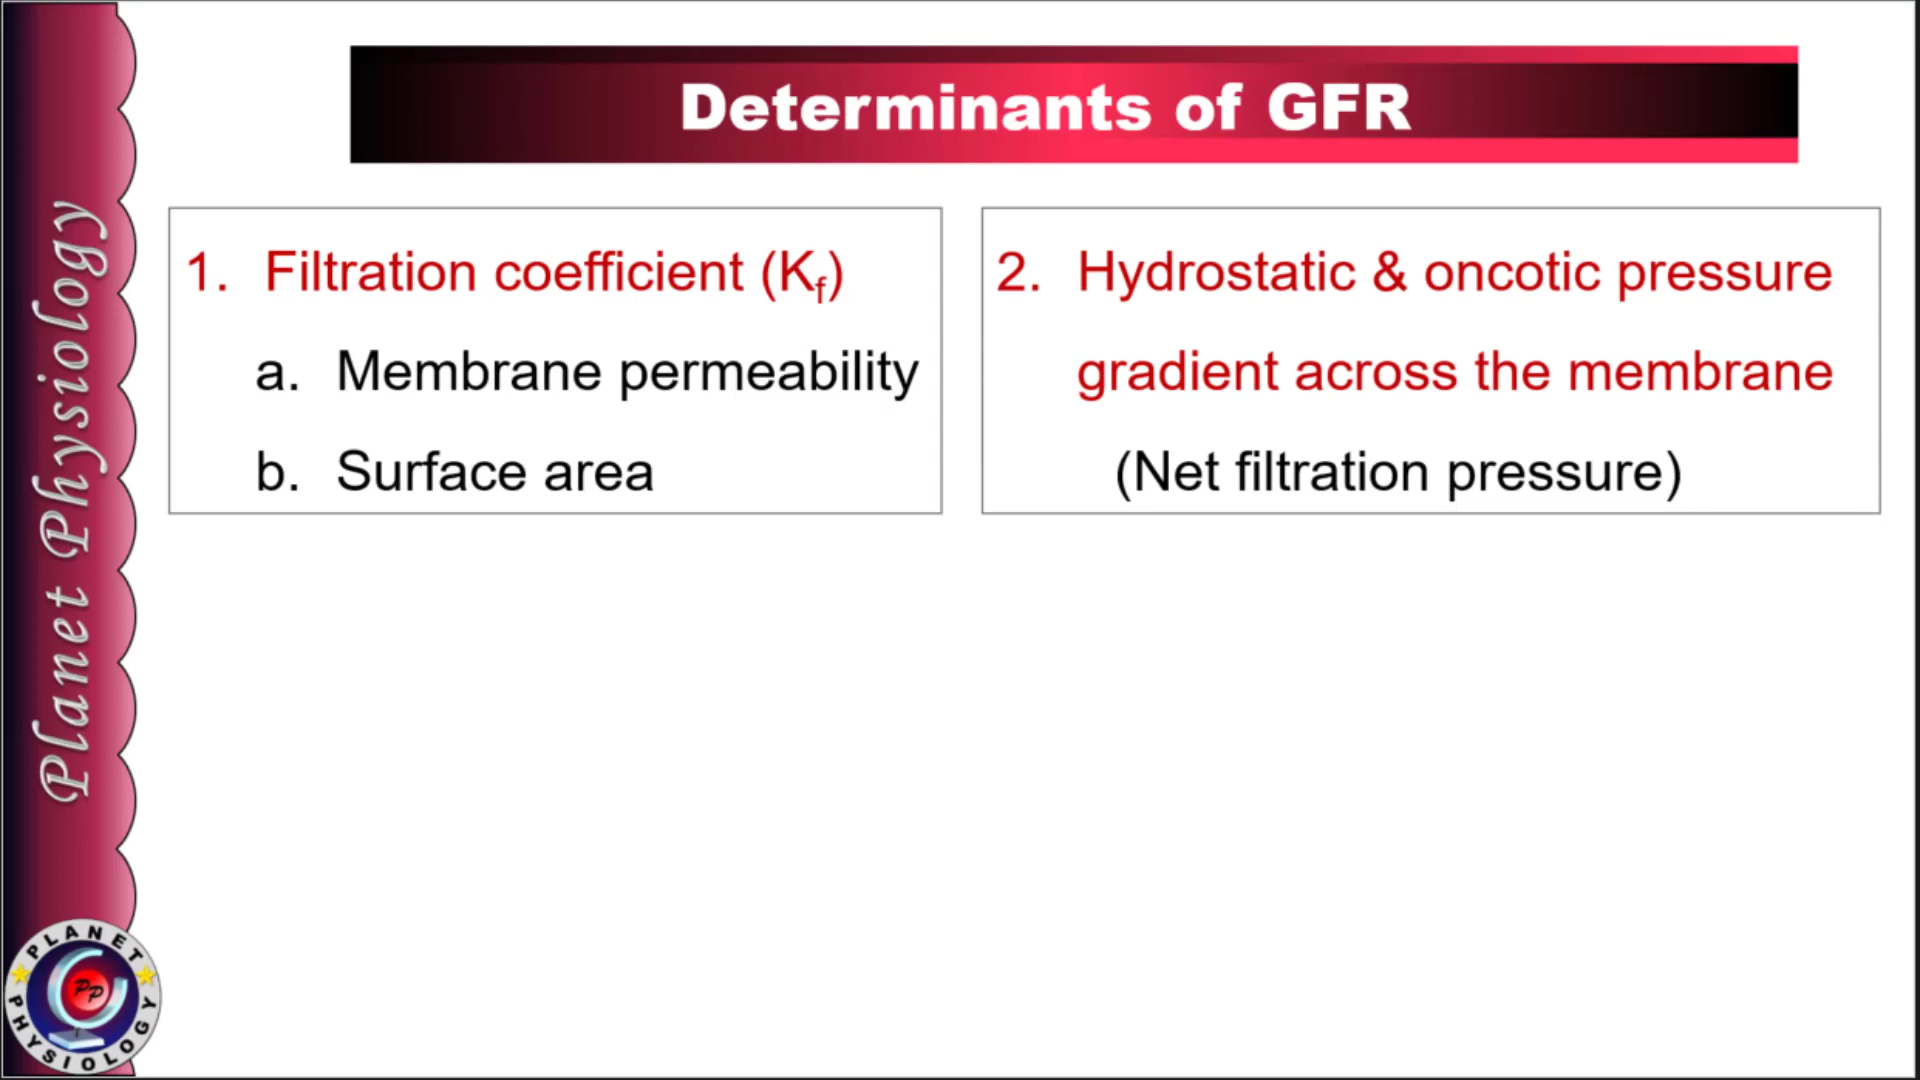 Determinants of GFR
1. Filtration coefficient (Kf)
a. Membrane permeability
b. Surface area
2. Hydrostatic & oncotic pressure
gradient across the membrane
(Net filtration pressure)
Planet Physiology
PLANET
PP
PHYSIOLOGY